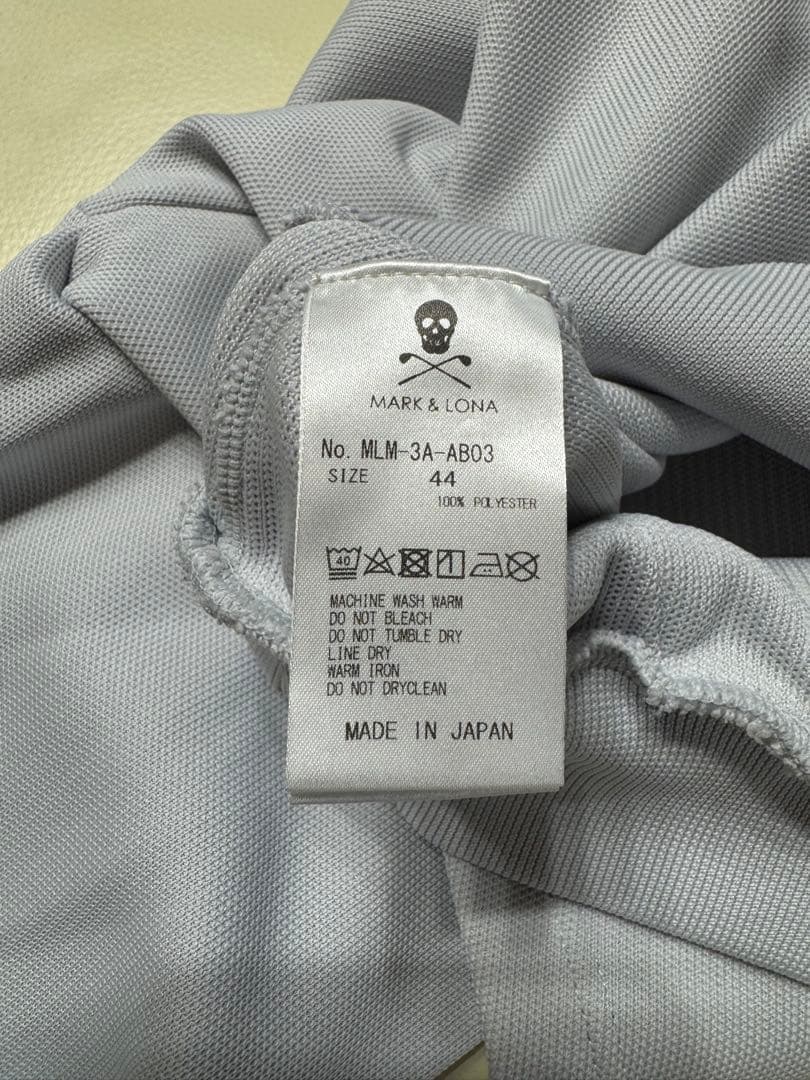 MARK & LONA
No. MLM-3A-AB03
SIZE 44
100% POLYESTER
40
MACHINE WASH WARM
DO NOT BLEACH
DO NOT TUMBLE DRY
LINE DRY
WARM IRON
DO NOT DRYCLEAN
MADE IN JAPAN